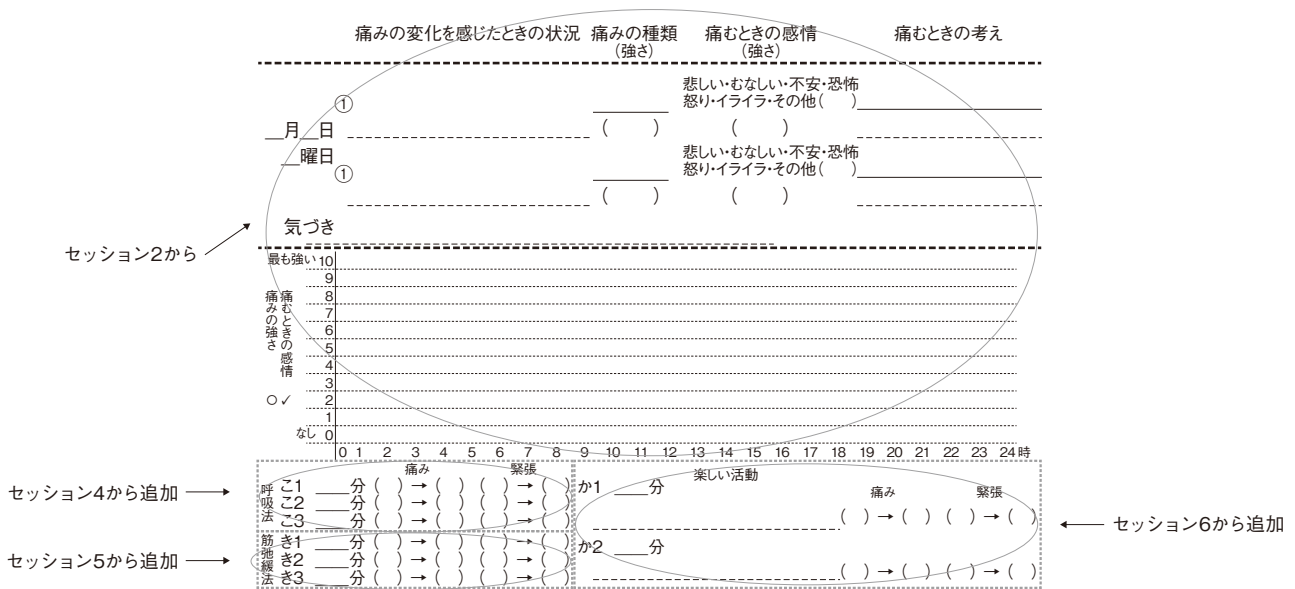 痛みの変化を感じたときの状況 痛みの種類 痛むときの感情 痛むときの考え
(強さ) (強さ)
① 悲しい・むなしい・不安・恐怖
怒り・イライラ・その他( )
__月__日 ( ) ( )
__曜日
① 悲しい・むなしい・不安・恐怖
怒り・イライラ・その他( )
( ) ( )
気づき
セッション2から
最も強い 10
9
8
7
6
5
4
3
2
1
なし 0
痛むときの感情
痛みの強さ
○✓
0 1 2 3 4 5 6 7 8 9 10 11 12 13 14 15 16 17 18 19 20 21 22 23 24 時
セッション4から追加
呼吸法
痛み 緊張
こ1 ___分 ( ) → ( ) ( ) → ( )
こ2 ___分 ( ) → ( ) ( ) → ( )
こ3 ___分 ( ) → ( ) ( ) → ( )
セッション5から追加
筋弛緩法
き1 ___分 ( ) → ( ) ( ) → ( )
き2 ___分 ( ) → ( ) ( ) → ( )
き3 ___分 ( ) → ( ) ( ) → ( )
楽しい活動
か1 ___分
痛み 緊張
( ) → ( ) ( ) → ( )
か2 ___分
( ) → ( ) ( ) → ( )
セッション6から追加